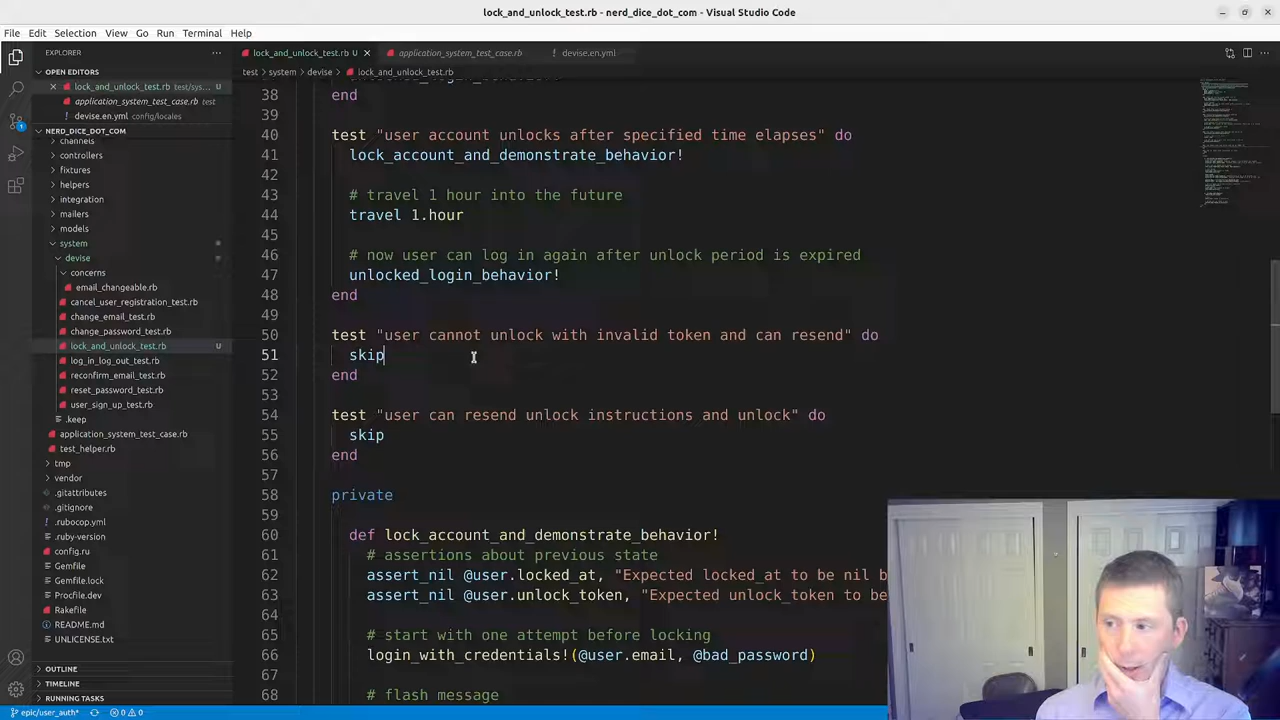 lock_and_unlock_test.rb - nerd_dice_dot_com - Visual Studio Code
File Edit Selection View Go Run Terminal Help
EXPLORER
OPEN EDITORS
lock_and_unlock_test.rb test/sys... U
application_system_test_case.rb test
devise.en.yml config/locales
NERD_DICE_DOT_COM
channels
controllers
fixtures
helpers
integration
mailers
models
system
devise
concerns
email_changeable.rb
cancel_user_registration_test.rb
change_email_test.rb
change_password_test.rb
lock_and_unlock_test.rb U
log_in_log_out_test.rb
reconfirm_email_test.rb
reset_password_test.rb
user_sign_up_test.rb
.keep
application_system_test_case.rb
test_helper.rb
tmp
vendor
.gitattributes
.gitignore
.rubocop.yml
.ruby-version
config.ru
Gemfile
Gemfile.lock
Procfile.dev
Rakefile
README.md
UNLICENSE.txt
OUTLINE
TIMELINE
RUNNING TASKS
epic/user_auth* 0 0
lock_and_unlock_test.rb U
application_system_test_case.rb
devise.en.yml
test > system > devise > lock_and_unlock_test.rb
38 end
39
40 test "user account unlocks after specified time elapses" do
41 lock_account_and_demonstrate_behavior!
42
43 # travel 1 hour into the future
44 travel 1.hour
45
46 # now user can log in again after unlock period is expired
47 unlocked_login_behavior!
48 end
49
50 test "user cannot unlock with invalid token and can resend" do
51 skip
52 end
53
54 test "user can resend unlock instructions and unlock" do
55 skip
56 end
57
58 private
59
60 def lock_account_and_demonstrate_behavior!
61 # assertions about previous state
62 assert_nil @user.locked_at, "Expected locked_at to be nil b
63 assert_nil @user.unlock_token, "Expected unlock_token to be
64
65 # start with one attempt before locking
66 login_with_credentials!(@user.email, @bad_password)
67
68 # flash message